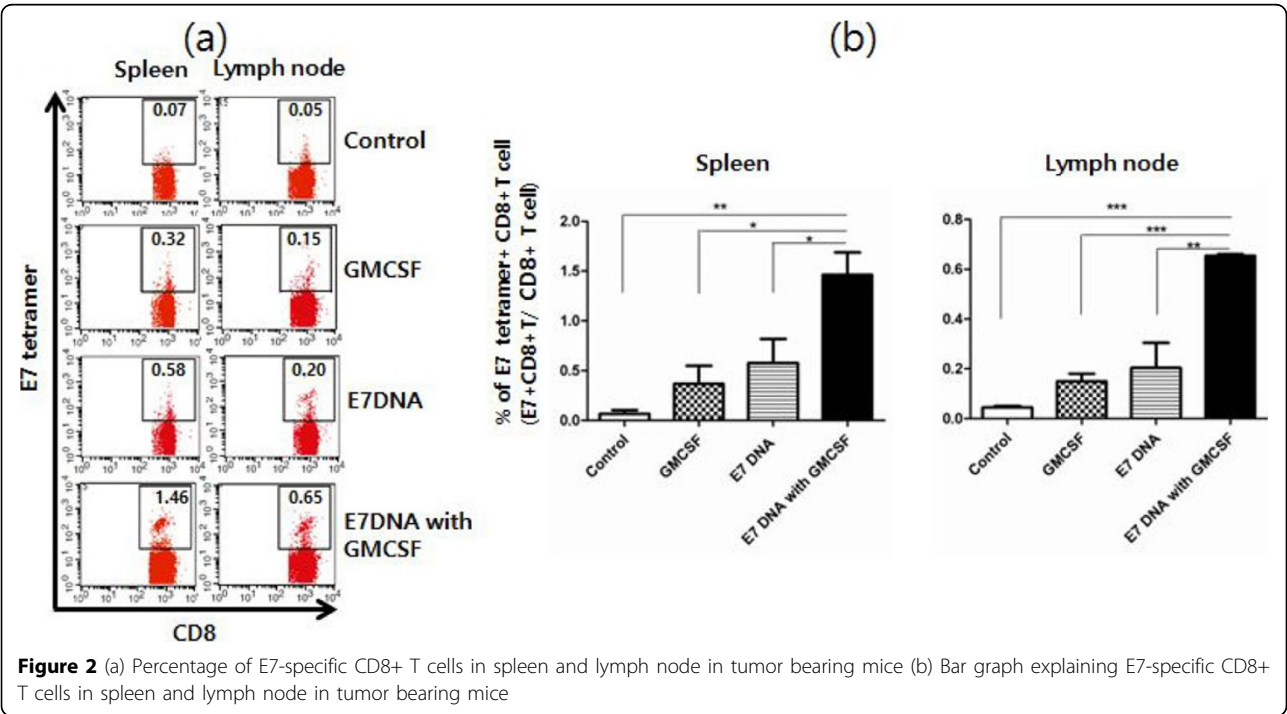 (a)
Spleen Lymph node
E7 tetramer
CD8
10⁰ 10¹ 10² 10³ 10⁴
0.07
0.05
Control
0.32
0.15
GMCSF
0.58
0.20
E7DNA
1.46
0.65
E7DNA with
GMCSF
(b)
% of E7 tetramer+ CD8+ T cell
(E7+CD8+ T/ CD8+ T cell)
Spleen
2.0
1.5
1.0
0.5
0.0
**
*
*
Control
GMCSF
E7 DNA
E7 DNA with GMCSF
Lymph node
0.8
0.6
0.4
0.2
0.0
***
***
**
Control
GMCSF
E7 DNA
E7 DNA with GMCSF
Figure 2 (a) Percentage of E7-specific CD8+ T cells in spleen and lymph node in tumor bearing mice (b) Bar graph explaining E7-specific CD8+
T cells in spleen and lymph node in tumor bearing mice